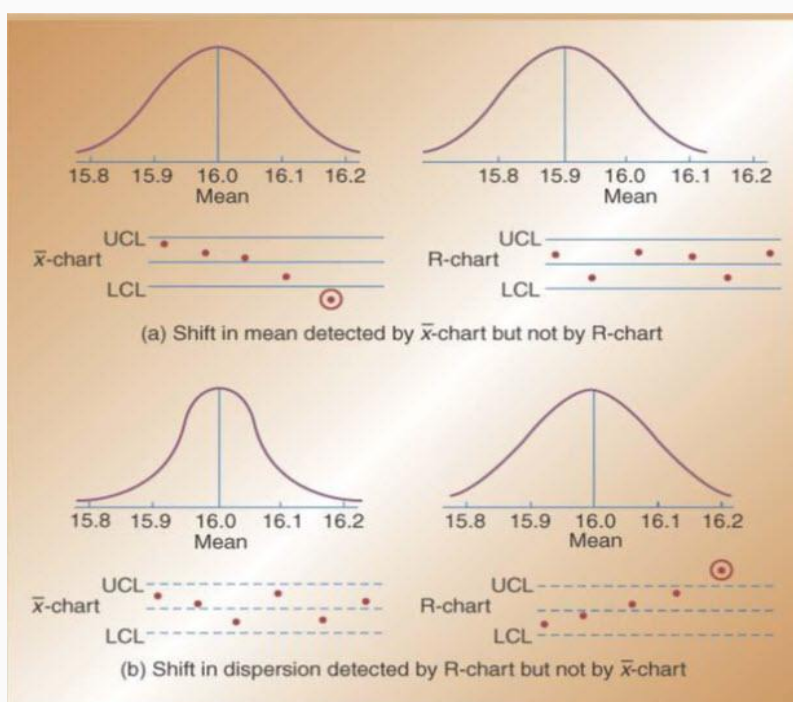 15.8 15.9 16.0 16.1 16.2
Mean
15.8 15.9 16.0 16.1 16.2
Mean
UCL
x̄-chart
LCL
UCL
R-chart
LCL
(a) Shift in mean detected by x̄-chart but not by R-chart
15.8 15.9 16.0 16.1 16.2
Mean
15.8 15.9 16.0 16.1 16.2
Mean
UCL
x̄-chart
LCL
UCL
R-chart
LCL
(b) Shift in dispersion detected by R-chart but not by x̄-chart